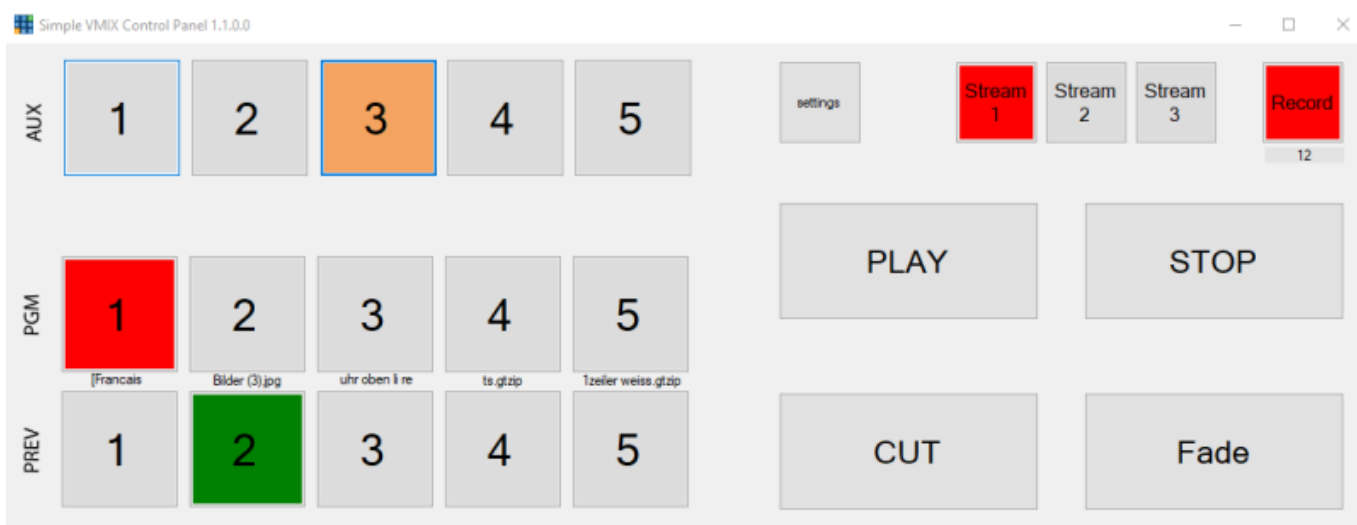 Simple VMIX Control Panel 1.1.0.0
AUX
1 2 3 4 5
settings
Stream 1
Stream 2
Stream 3
Record
12
PLAY STOP
PGM
1 2 3 4 5
[Francais Bilder (3).jpg uhr oben li re ts.gtzip 1zeiler weiss.gtzip
PREV
1 2 3 4 5
CUT Fade